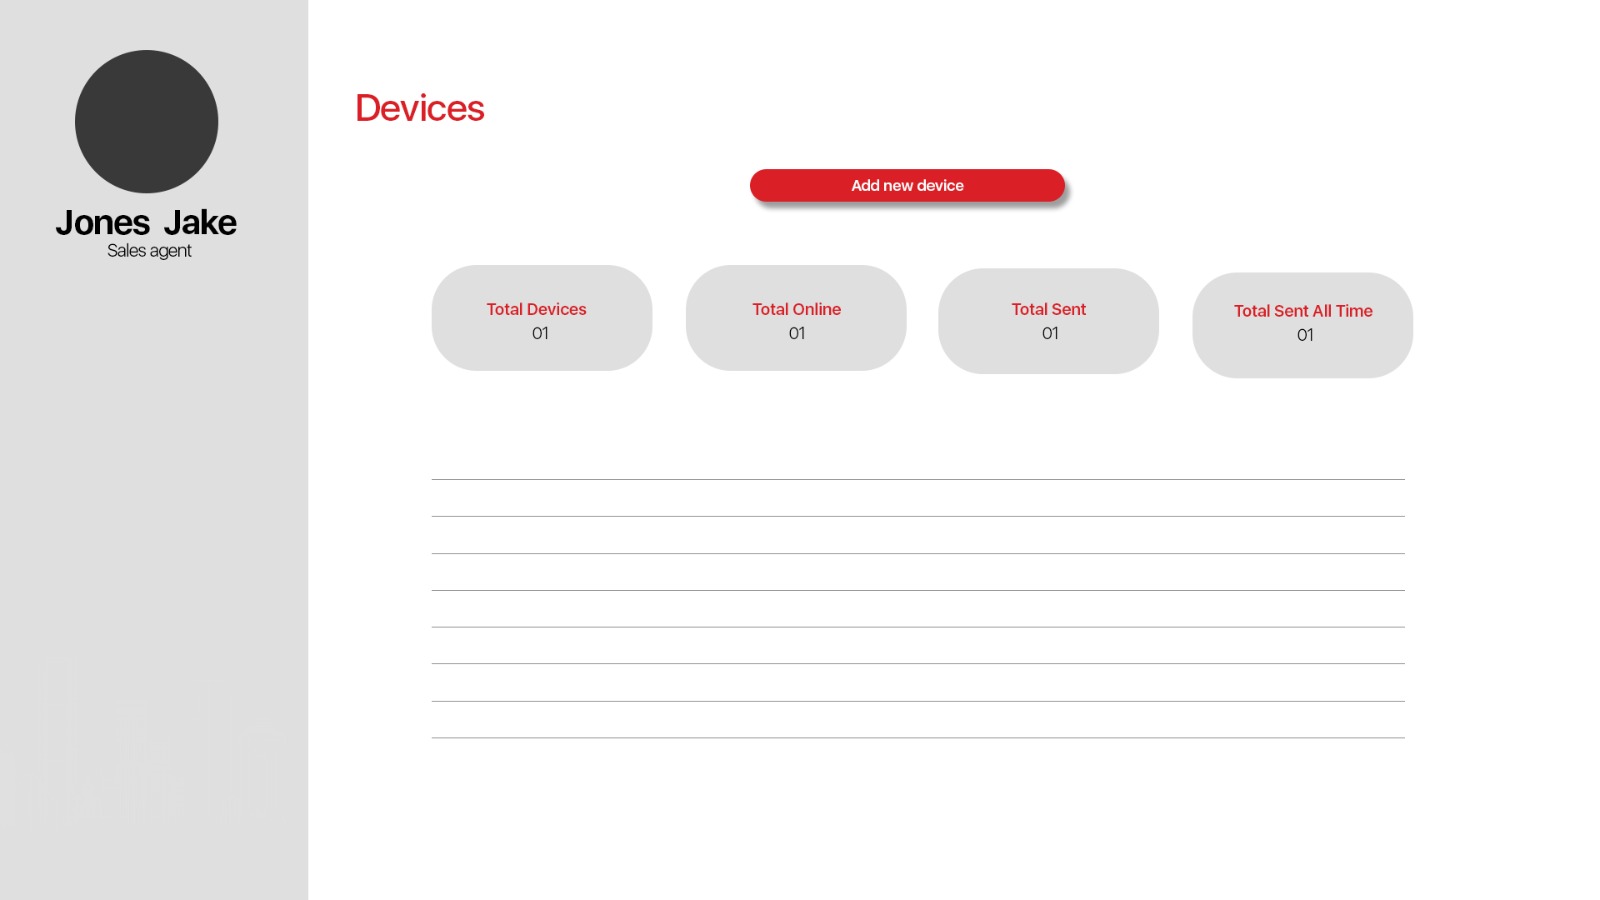 Jones Jake
Sales agent
Devices
Add new device
Total Devices
01
Total Online
01
Total Sent
01
Total Sent All Time
01